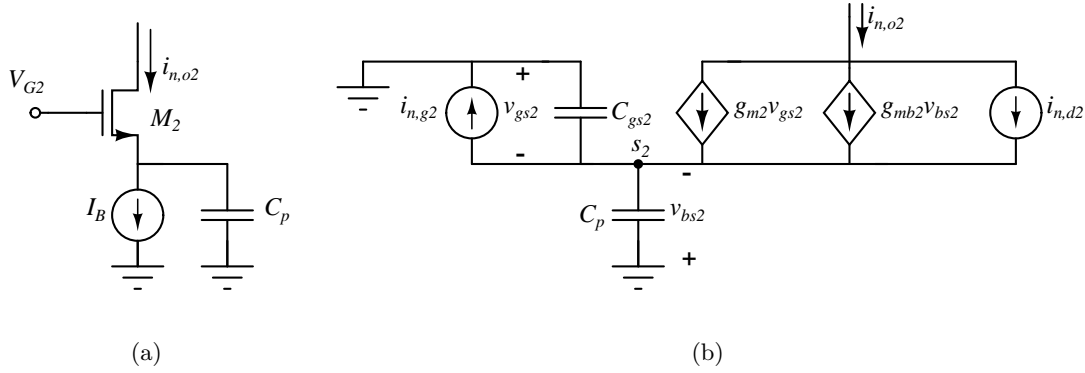 V_{G2}
i_{n,o2}
M_2
I_B
C_p
(a)
i_{n,o2}
i_{n,g2}
+
v_{gs2}
-
C_{gs2}
g_{m2}v_{gs2}
g_{mb2}v_{bs2}
i_{n,d2}
s_2
-
C_p
v_{bs2}
+
(b)